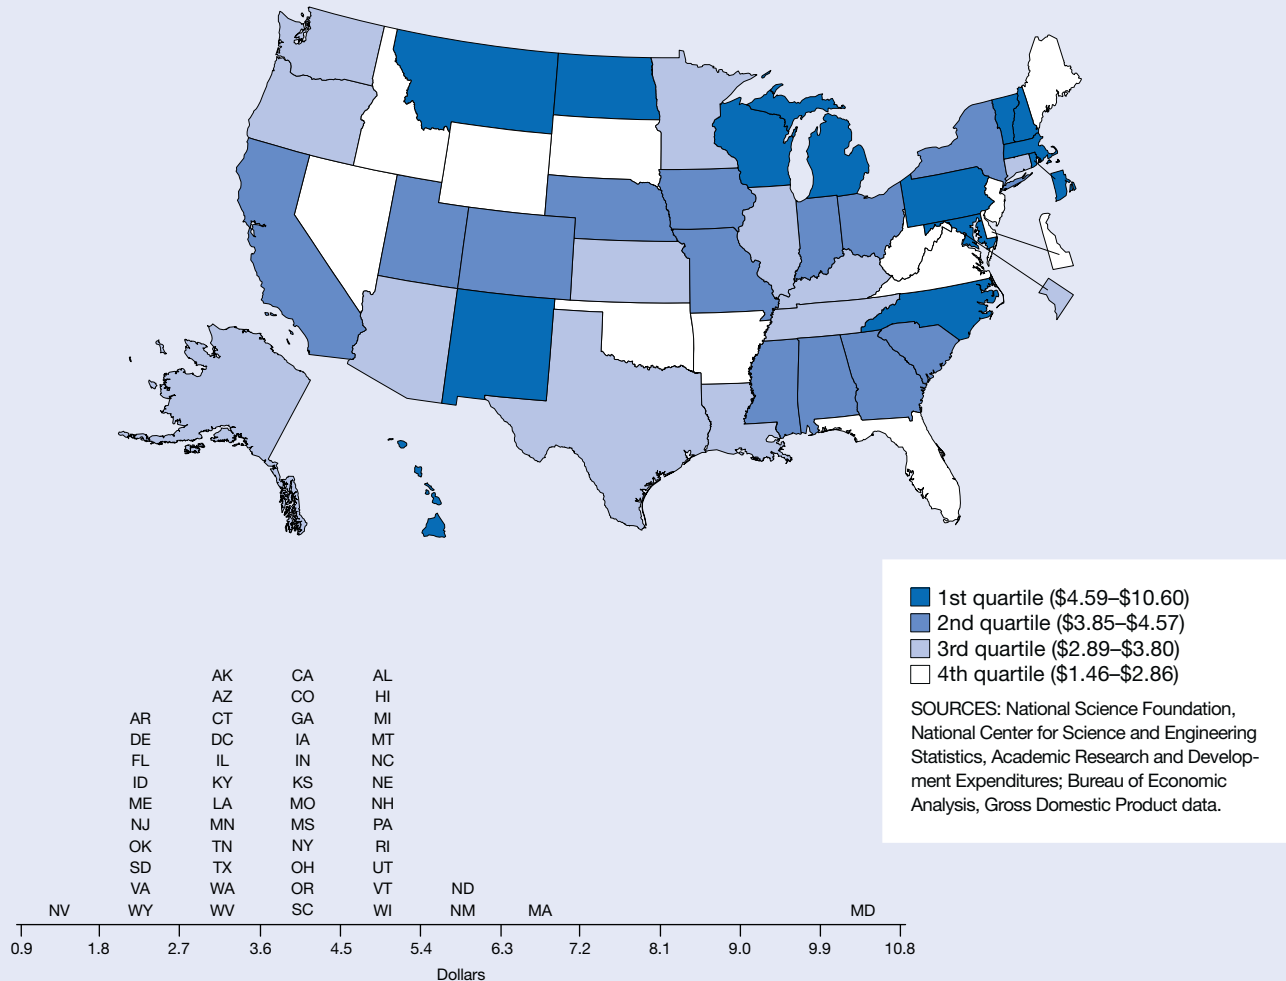 1st quartile ($4.59–$10.60)
2nd quartile ($3.85–$4.57)
3rd quartile ($2.89–$3.80)
4th quartile ($1.46–$2.86)
SOURCES: National Science Foundation,
National Center for Science and Engineering
Statistics, Academic Research and Develop-
ment Expenditures; Bureau of Economic
Analysis, Gross Domestic Product data.
AK CA AL
AZ CO HI
AR CT GA MI
DE DC IA MT
FL IL IN NC
ID KY KS NE
ME LA MO NH
NJ MN MS PA
OK TN NY RI
SD TX OH UT
VA WA OR VT ND
NV WY WV SC WI NM MA MD
0.9 1.8 2.7 3.6 4.5 5.4 6.3 7.2 8.1 9.0 9.9 10.8
Dollars